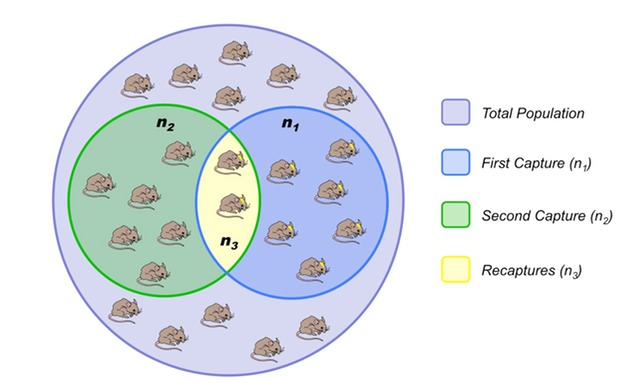 n₂
n₁
n₃
Total Population
First Capture (n₁)
Second Capture (n₂)
Recaptures (n₃)